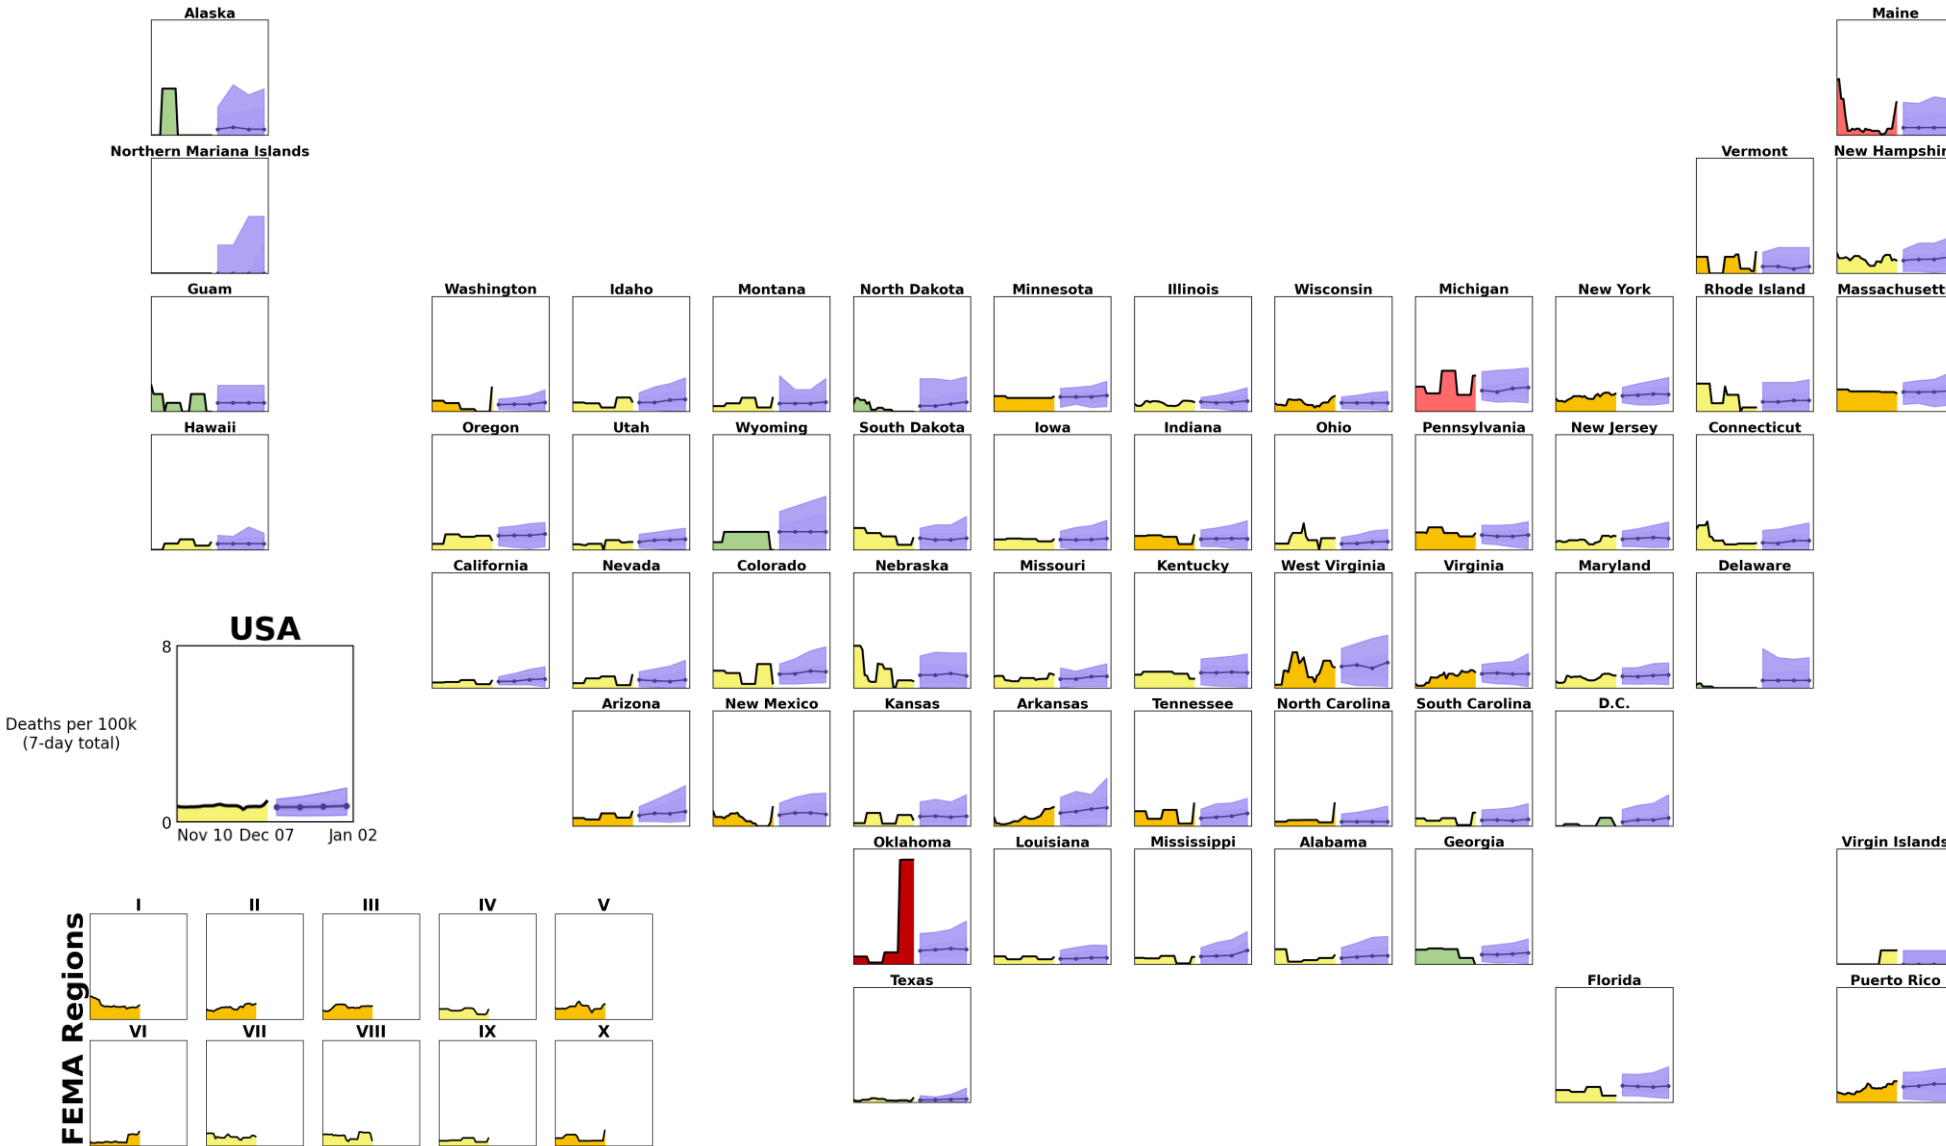 Alaska
Maine
Northern Mariana Islands
Vermont
New Hampshir
Guam
Washington
Idaho
Montana
North Dakota
Minnesota
Illinois
Wisconsin
Michigan
New York
Rhode Island
Massachusett
Hawaii
Oregon
Utah
Wyoming
South Dakota
Iowa
Indiana
Ohio
Pennsylvania
New Jersey
Connecticut
California
Nevada
Colorado
Nebraska
Missouri
Kentucky
West Virginia
Virginia
Maryland
Delaware
USA
8
Deaths per 100k
(7-day total)
0
Nov 10 Dec 07
Jan 02
Arizona
New Mexico
Kansas
Arkansas
Tennessee
North Carolina
South Carolina
D.C.
Oklahoma
Louisiana
Mississippi
Alabama
Georgia
Virgin Islands
Texas
Florida
Puerto Rico
FEMA Regions
I
II
III
IV
V
VI
VII
VIII
IX
X